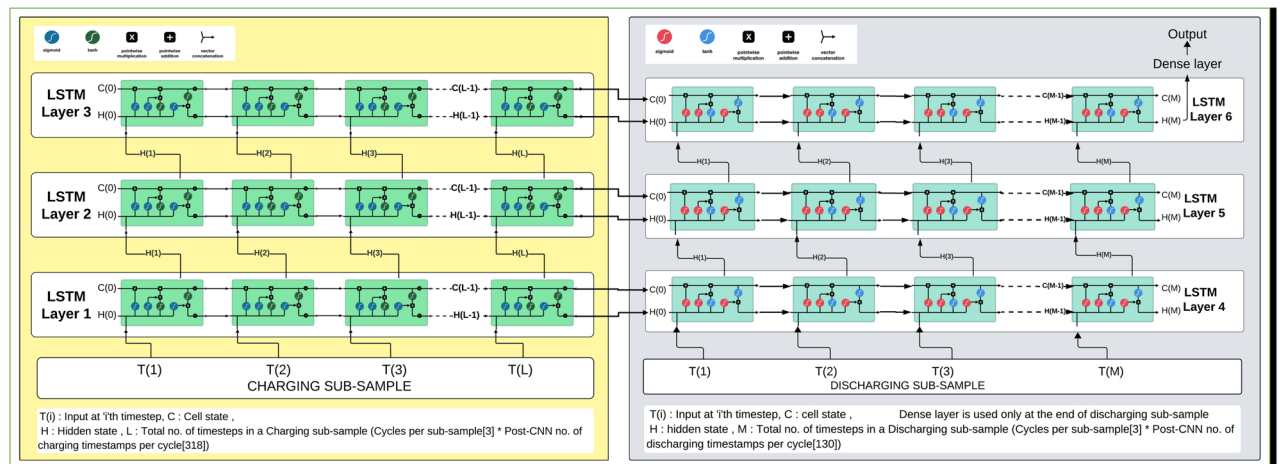 sigmoid
tanh
pointwise multiplication
pointwise addition
vector concatenation
LSTM Layer 3
C(0)
H(0)
C(L-1)
H(L-1)
H(1)
H(2)
H(3)
H(L)
LSTM Layer 2
C(0)
H(0)
C(L-1)
H(L-1)
H(1)
H(2)
H(3)
H(L)
LSTM Layer 1
C(0)
H(0)
C(L-1)
H(L-1)
T(1)
T(2)
T(3)
T(L)
CHARGING SUB-SAMPLE
T(i) : Input at 'i'th timestep, C : Cell state ,
H : Hidden state , L : Total no. of timesteps in a Charging sub-sample (Cycles per sub-sample[3] * Post-CNN no. of
charging timestamps per cycle[318])
sigmoid
tanh
pointwise multiplication
pointwise addition
vector concatenation
Output
Dense layer
C(0)
H(0)
C(M-1)
H(M-1)
C(M)
H(M)
LSTM Layer 6
H(1)
H(2)
H(3)
H(M)
C(0)
H(0)
C(M-1)
H(M-1)
C(M)
H(M)
LSTM Layer 5
H(1)
H(2)
H(3)
H(M)
C(0)
H(0)
C(M-1)
H(M-1)
C(M)
H(M)
LSTM Layer 4
T(1)
T(2)
T(3)
T(M)
DISCHARGING SUB-SAMPLE
T(i) : Input at 'i'th timestep, C : cell state , Dense layer is used only at the end of discharging sub-sample
H : hidden state , M : Total no. of timesteps in a Discharging sub-sample (Cycles per sub-sample[3] * Post-CNN no. of
discharging timestamps per cycle[130])